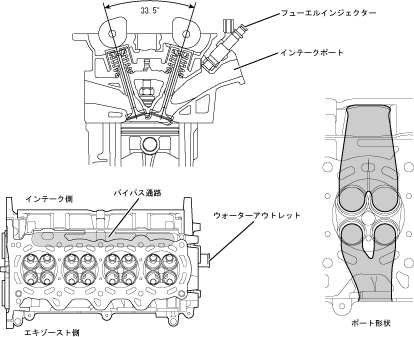 33.5°
フューエルインジェクター
インテークポート
バイパス通路
インテーク側
ウォーターアウトレット
エキゾースト側
ポート形状